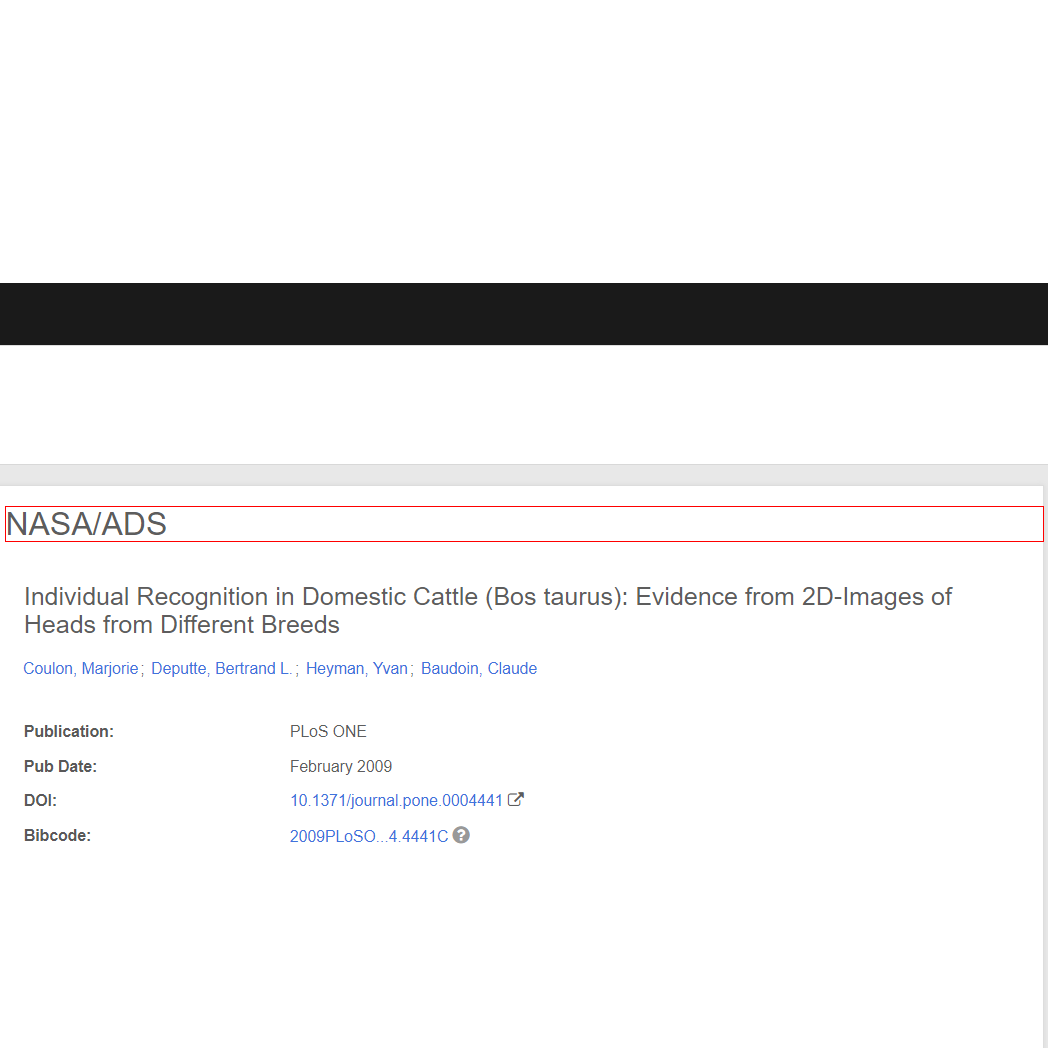 NASA/ADS
Individual Recognition in Domestic Cattle (Bos taurus): Evidence from 2D-Images of
Heads from Different Breeds
Coulon, Marjorie; Deputte, Bertrand L.; Heyman, Yvan; Baudoin, Claude
Publication: PLoS ONE
Pub Date: February 2009
DOI: 10.1371/journal.pone.0004441
Bibcode: 2009PLoSO...4.4441C ?